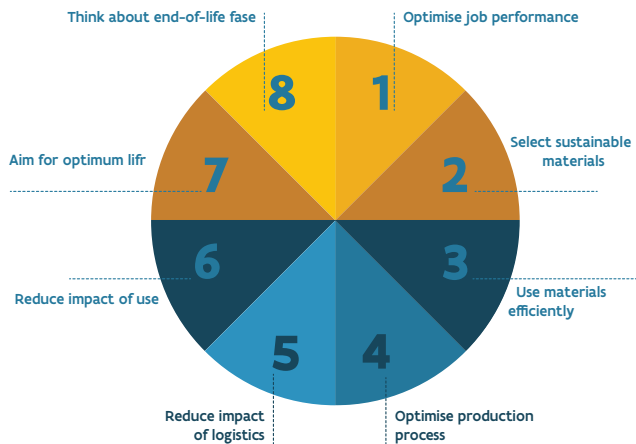 Think about end-of-life fase
Optimise job performance
8
1
Aim for optimum lifr
7
2
Select sustainable
materials
6
3
Reduce impact of use
Use materials
efficiently
5
4
Reduce impact
of logistics
Optimise production
process